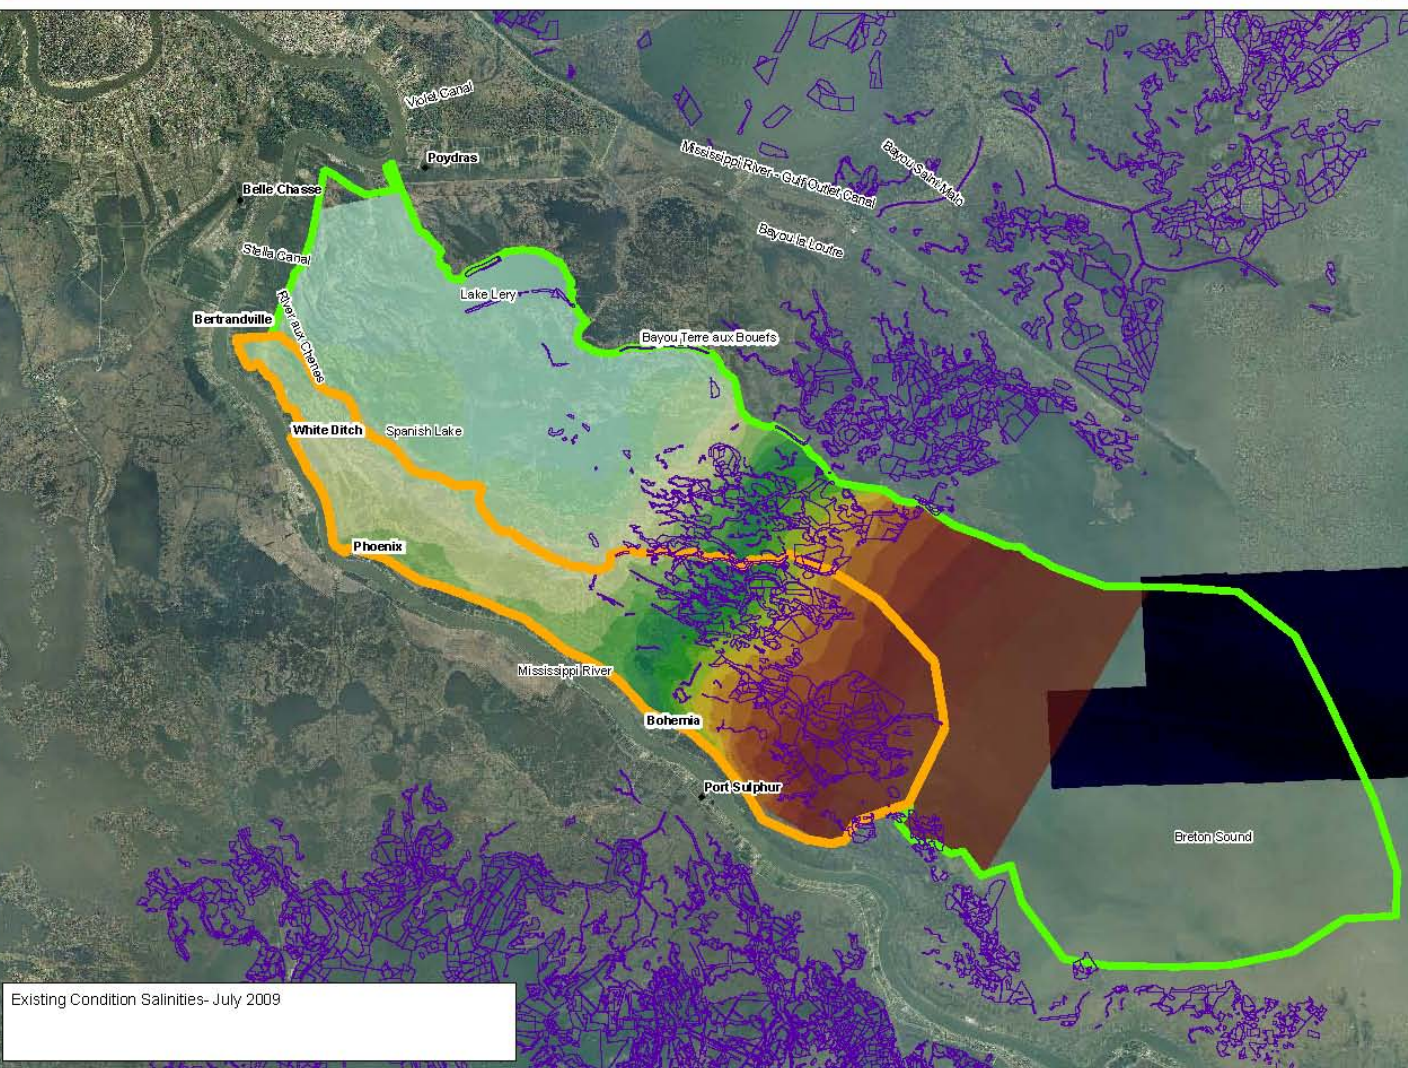 Violet Canal
Poydras
Mississippi River - Gulf Outlet Canal
Bayou Saint Malo
Belle Chasse
Bayou la Loutre
Stella Canal
Lake Lery
River aux Chenes
Bertrandville
Bayou Terre aux Bouefs
White Ditch
Spanish Lake
Phoenix
Mississippi River
Bohemia
Port Sulphur
Breton Sound
Existing Condition Salinities- July 2009